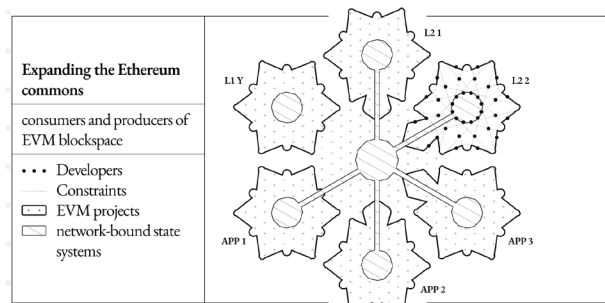 Expanding the Ethereum
commons
consumers and producers of
EVM blockspace
Developers
Constraints
EVM projects
network-bound state
systems
L2 1
L1 Y
L2 2
APP 1
APP 3
APP 2